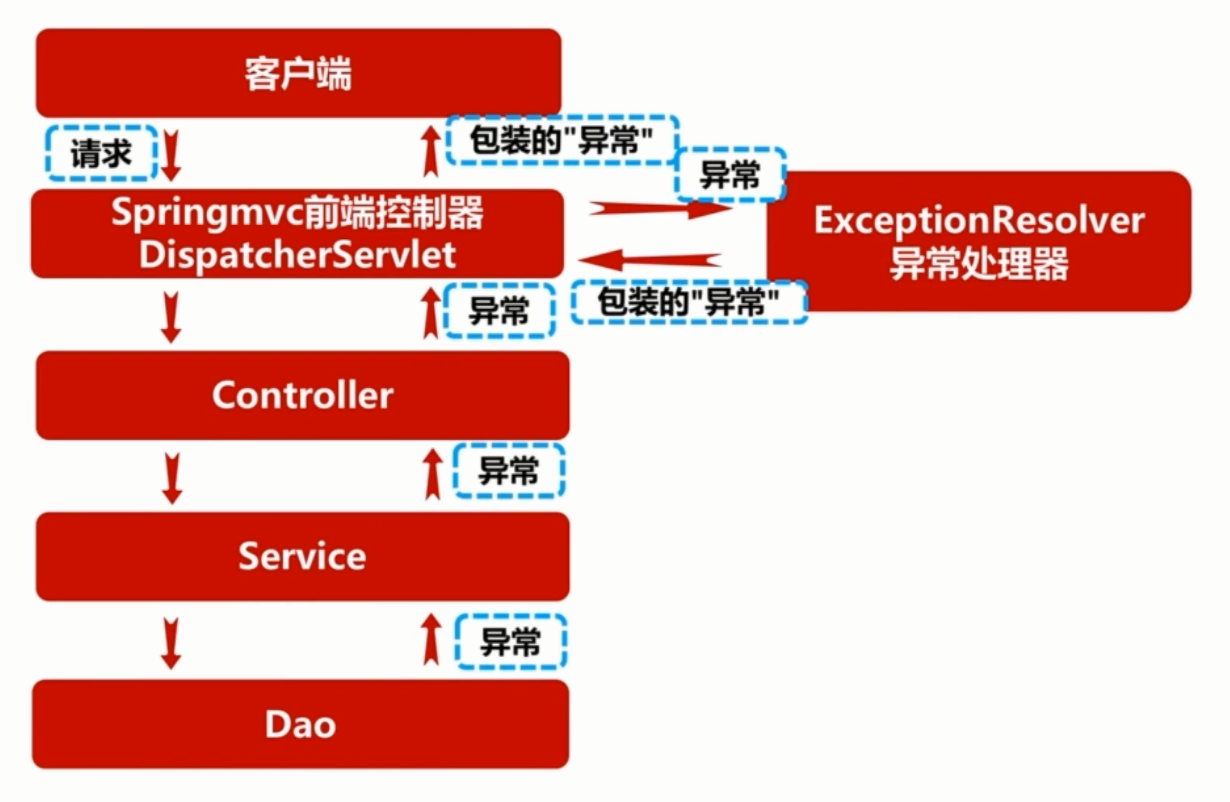 客户端
请求
包装的"异常"
异常
Springmvc前端控制器
DispatcherServlet
ExceptionResolver
异常处理器
异常
包装的"异常"
Controller
异常
Service
异常
Dao